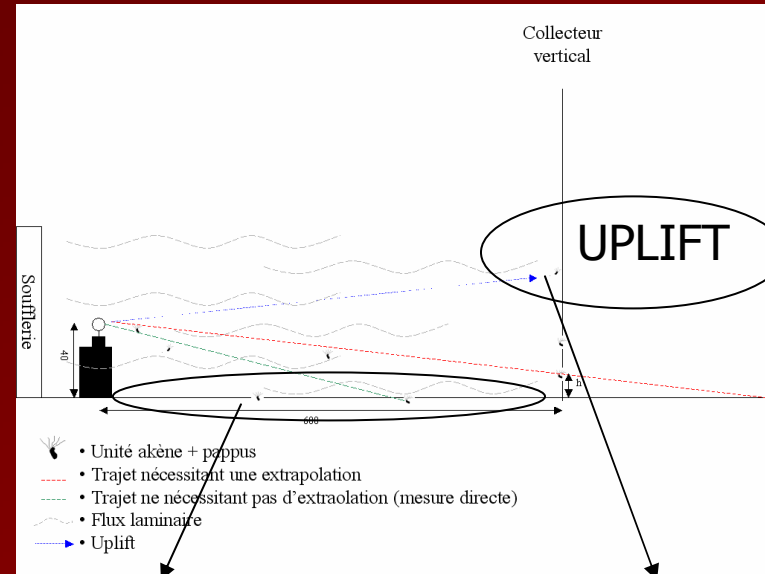 Collecteur
vertical
UPLIFT
Soufflerie
40
h
600
• Unité akène + pappus
• Trajet nécessitant une extrapolation
• Trajet ne nécessitant pas d’extraolation (mesure directe)
• Flux laminaire
• Uplift